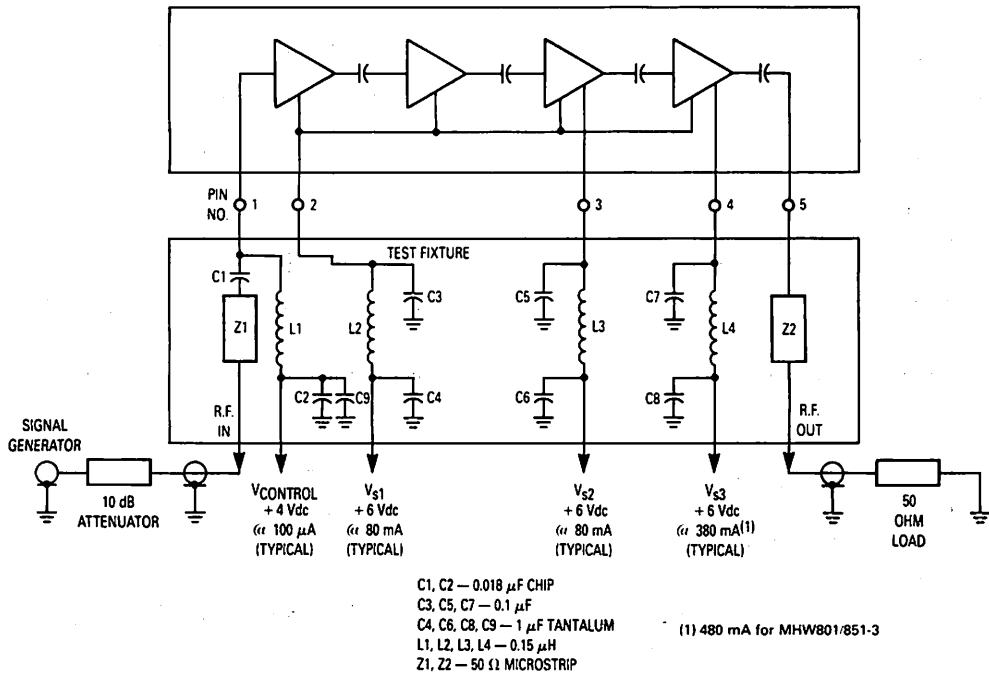 PIN
NO.
1
2
3
4
5
TEST FIXTURE
C1
C3
C5
C7
Z1
L1
L2
L3
L4
Z2
C2
C9
C4
C6
C8
R.F.
IN
R.F.
OUT
SIGNAL
GENERATOR
10 dB
ATTENUATOR
VCONTROL
+ 4 Vdc
@ 100 µA
(TYPICAL)
Vs1
+ 6 Vdc
@ 80 mA
(TYPICAL)
Vs2
+ 6 Vdc
@ 80 mA
(TYPICAL)
Vs3
+ 6 Vdc
@ 380 mA(1)
(TYPICAL)
50
OHM
LOAD
C1, C2 — 0.018 µF CHIP
C3, C5, C7 — 0.1 µF
C4, C6, C8, C9 — 1 µF TANTALUM
L1, L2, L3, L4 — 0.15 µH
Z1, Z2 — 50 Ω MICROSTRIP
(1) 480 mA for MHW801/851-3